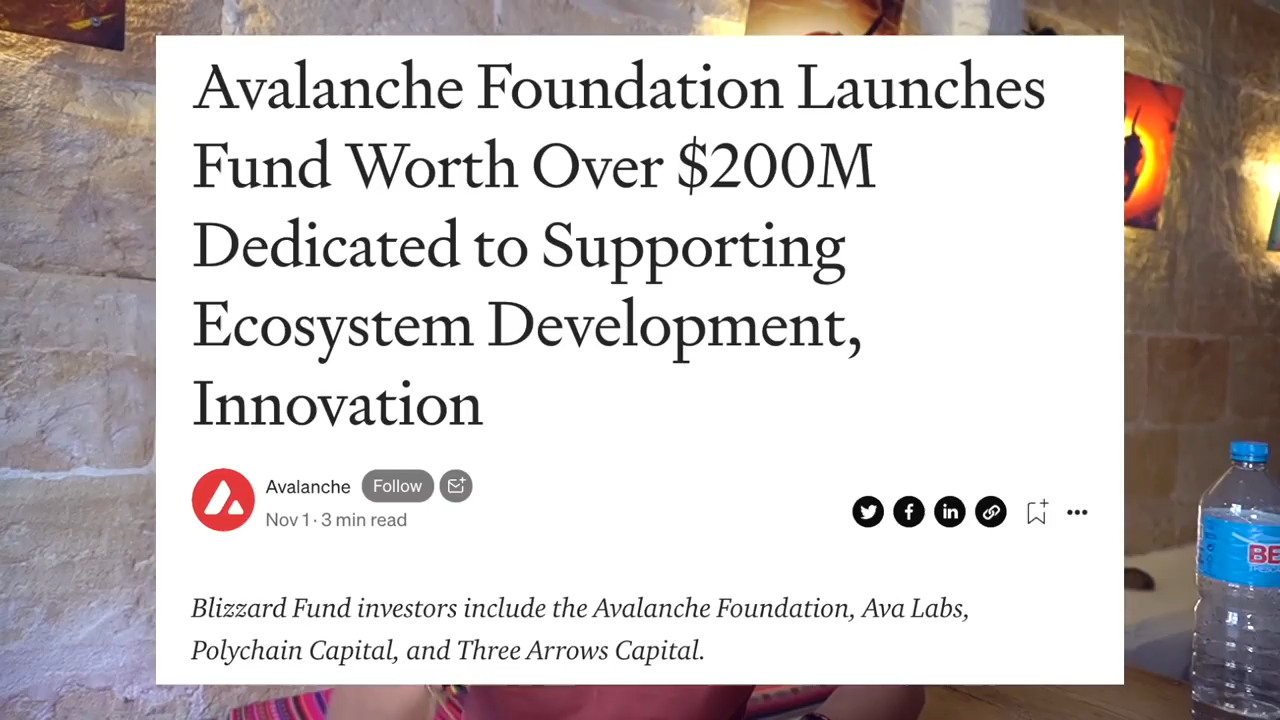 Avalanche Foundation Launches
Fund Worth Over $200M
Dedicated to Supporting
Ecosystem Development,
Innovation
Avalanche Follow
Nov 1 · 3 min read
Blizzard Fund investors include the Avalanche Foundation, Ava Labs,
Polychain Capital, and Three Arrows Capital.